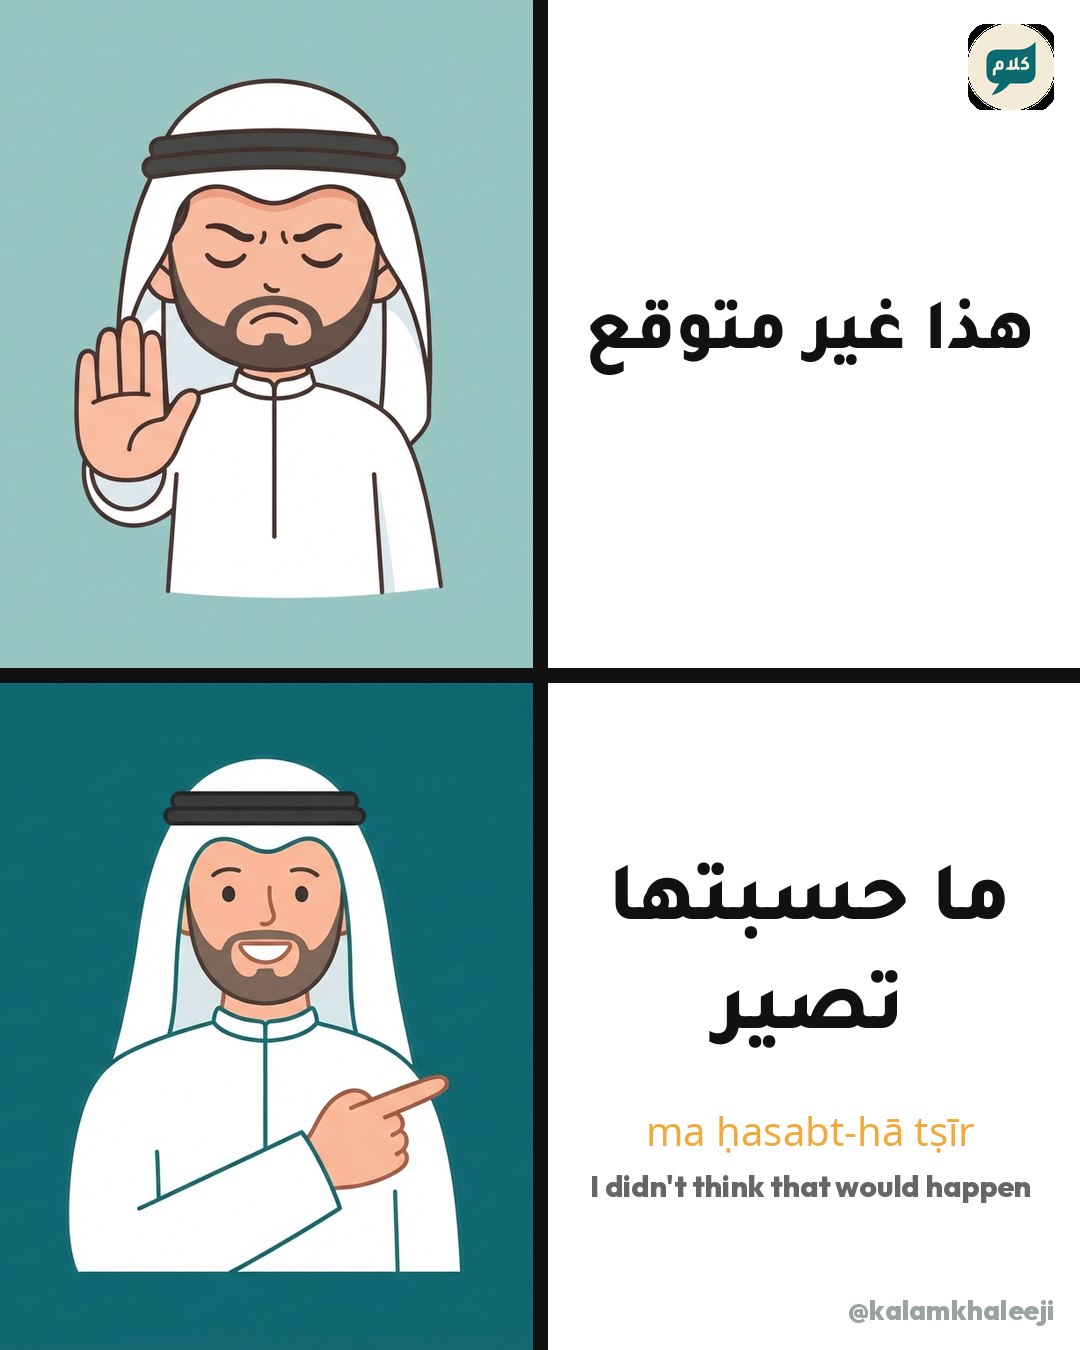 كلام
هذا غير متوقع
ما حسبتها
تصير
ma ḥasabt-hā tṣīr
I didn't think that would happen
@kalamkhaleeji